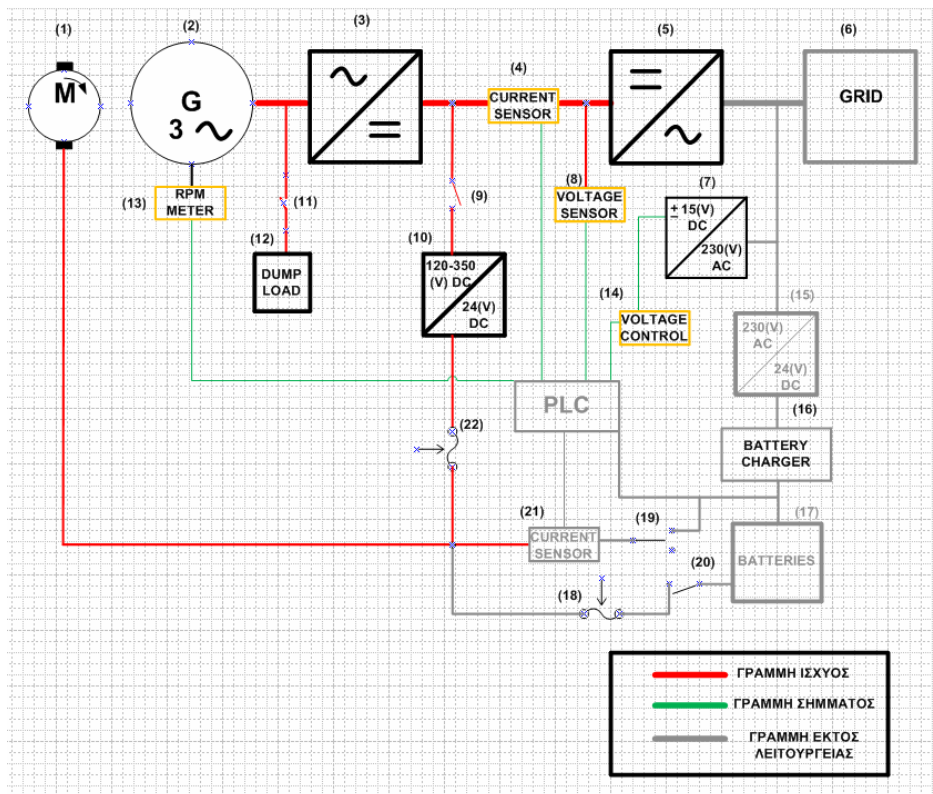 (1)
(2)
(3)
(4)
(5)
(6)
M
G
3
CURRENT
SENSOR
GRID
(13)
RPM
METER
(11)
(9)
(8)
VOLTAGE
SENSOR
(7)
+ 15(V)
DC
230(V)
AC
(12)
DUMP
LOAD
(10)
120-350
(V) DC
24(V)
DC
(14)
VOLTAGE
CONTROL
(15)
230(V)
AC
24(V)
DC
PLC
(16)
BATTERY
CHARGER
(22)
(21)
CURRENT
SENSOR
(19)
(17)
BATTERIES
(20)
(18)
ΓΡΑΜΜΗ ΙΣΧΥΟΣ
ΓΡΑΜΜΗ ΣΗΜΜΑΤΟΣ
ΓΡΑΜΜΗ ΕΚΤΟΣ
ΛΕΙΤΟΥΡΓΕΙΑΣ